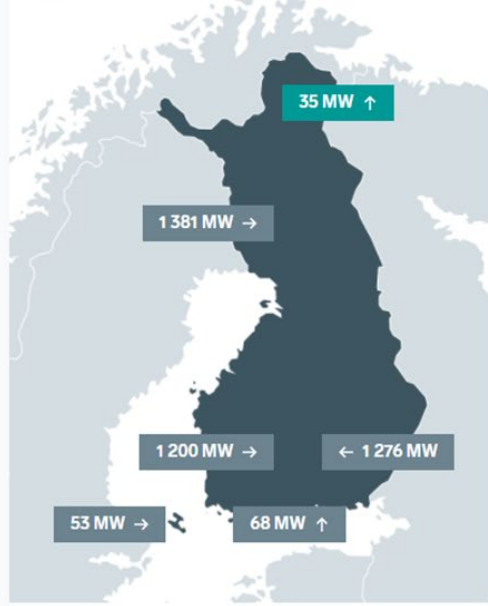 35 MW ↑
1 381 MW →
1 200 MW →
← 1 276 MW
53 MW →
68 MW ↑